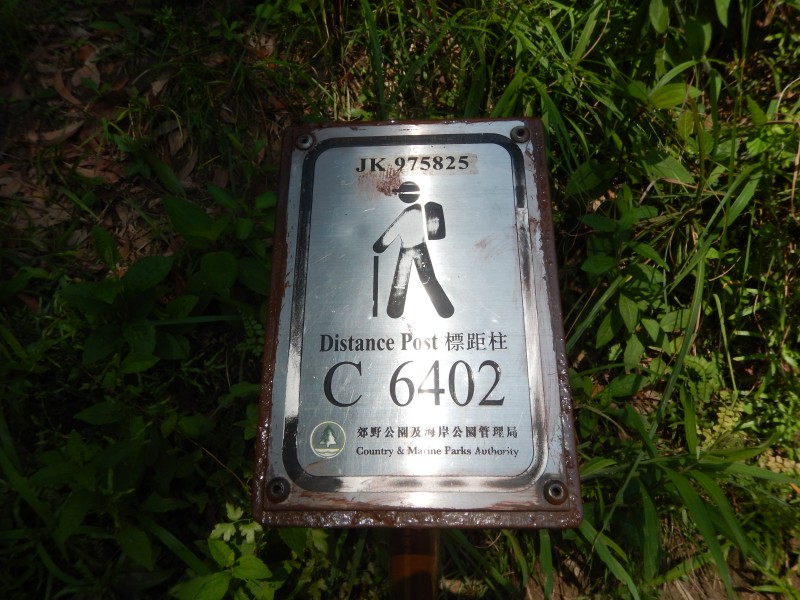 JK 975825
Distance Post 標距柱
C 6402
郊野公園及海岸公園管理局
Country & Marine Parks Authority